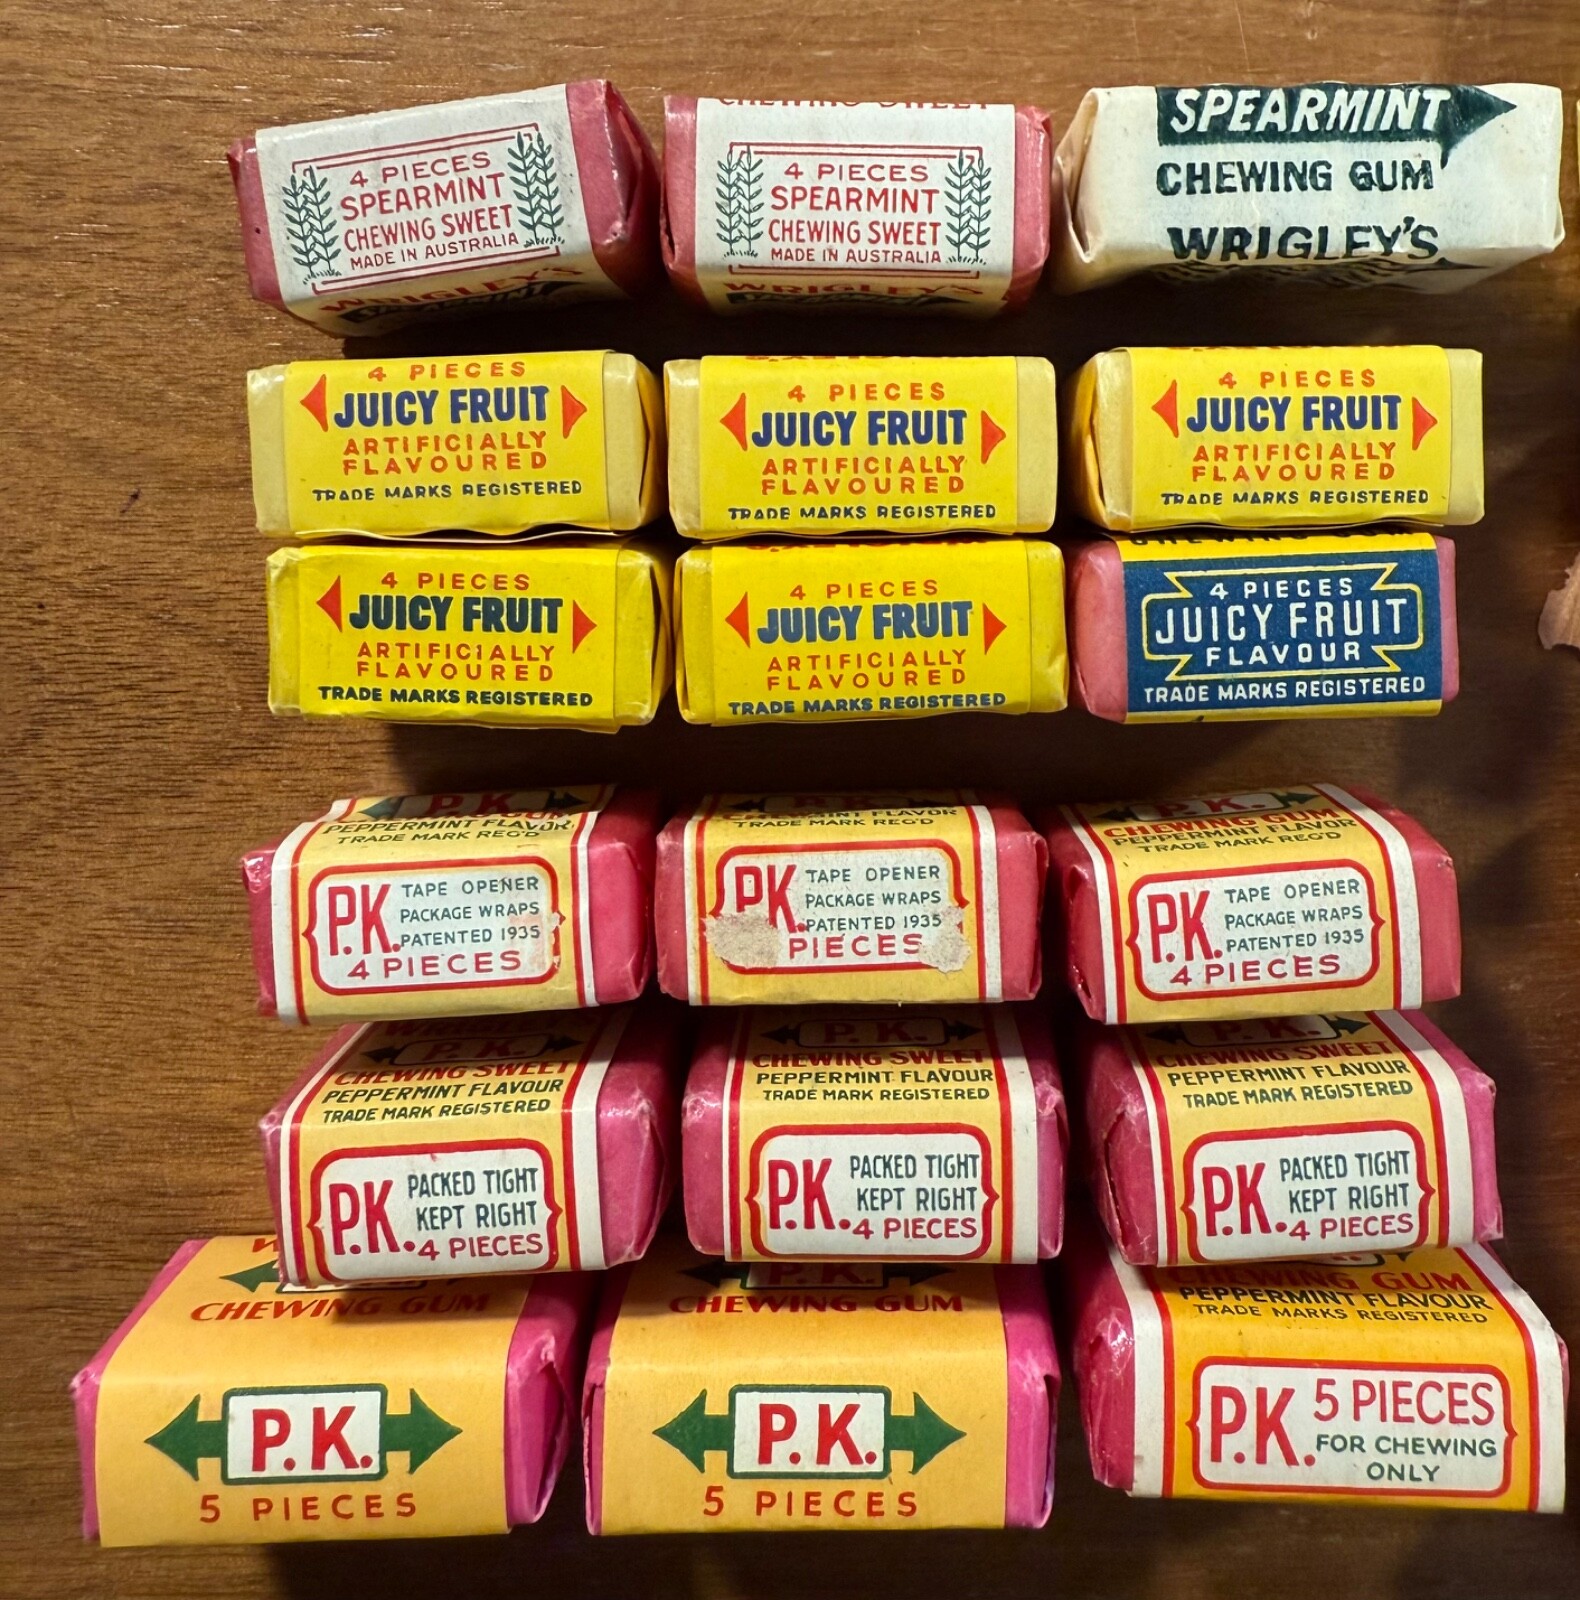 4 PIECES
SPEARMINT
CHEWING SWEET
MADE IN AUSTRALIA
WRIGLEY'S
SPEARMINT
CHEWING SWEET
4 PIECES
SPEARMINT
CHEWING SWEET
MADE IN AUSTRALIA
WRIGLEY'S
SPEARMINT
CHEWING GUM
WRIGLEY'S
4 PIECES
JUICY FRUIT
ARTIFICIALLY
FLAVOURED
TRADE MARKS REGISTERED
4 PIECES
JUICY FRUIT
ARTIFICIALLY
FLAVOURED
TRADE MARKS REGISTERED
4 PIECES
JUICY FRUIT
ARTIFICIALLY
FLAVOURED
TRADE MARKS REGISTERED
4 PIECES
JUICY FRUIT
ARTIFICIALLY
FLAVOURED
TRADE MARKS REGISTERED
4 PIECES
JUICY FRUIT
ARTIFICIALLY
FLAVOURED
TRADE MARKS REGISTERED
CHEWING GUM
4 PIECES
JUICY FRUIT
FLAVOUR
TRADE MARKS REGISTERED
P.K.
PEPPERMINT FLAVOR
TRADE MARK REG'D
P.K. TAPE OPENER
PACKAGE WRAPS
PATENTED 1935
4 PIECES
P.K.
TRADE MARK REG'D
P.K. TAPE OPENER
PACKAGE WRAPS
PATENTED 1935
PIECES
P.K.
CHEWING GUM
PEPPERMINT FLAVOR
TRADE MARK REG'D
P.K. TAPE OPENER
PACKAGE WRAPS
PATENTED 1935
4 PIECES
P.K.
CHEWING SWEET
PEPPERMINT FLAVOUR
TRADE MARK REGISTERED
P.K. PACKED TIGHT
KEPT RIGHT
4 PIECES
P.K.
CHEWING SWEET
PEPPERMINT FLAVOUR
TRADE MARK REGISTERED
P.K. PACKED TIGHT
KEPT RIGHT
4 PIECES
P.K.
CHEWING SWEET
PEPPERMINT FLAVOUR
TRADE MARK REGISTERED
P.K. PACKED TIGHT
KEPT RIGHT
4 PIECES
CHEWING GUM
P.K.
5 PIECES
P.K.
CHEWING GUM
P.K.
5 PIECES
CHEWING GUM
PEPPERMINT FLAVOUR
TRADE MARKS REGISTERED
P.K. 5 PIECES
FOR CHEWING
ONLY